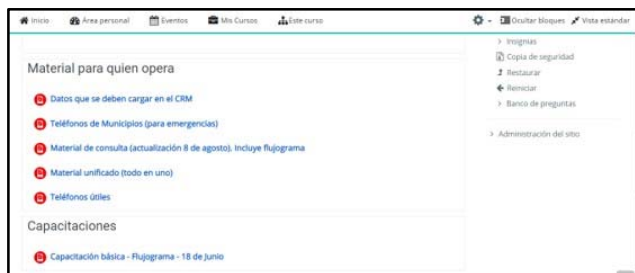 Inicio Área personal Eventos Mis Cursos Este curso Ocultar bloques Vista estándar
Insignias
Copia de seguridad
Restaurar
Reiniciar
Banco de preguntas
Administración del sitio
Material para quien opera
Datos que se deben cargar en el CRM
Teléfonos de Municipios (para emergencias)
Material de consulta (actualización 8 de agosto). Incluye flujograma
Material unificado (todo en uno)
Teléfonos útiles
Capacitaciones
Capacitación básica - Flujograma - 18 de Junio